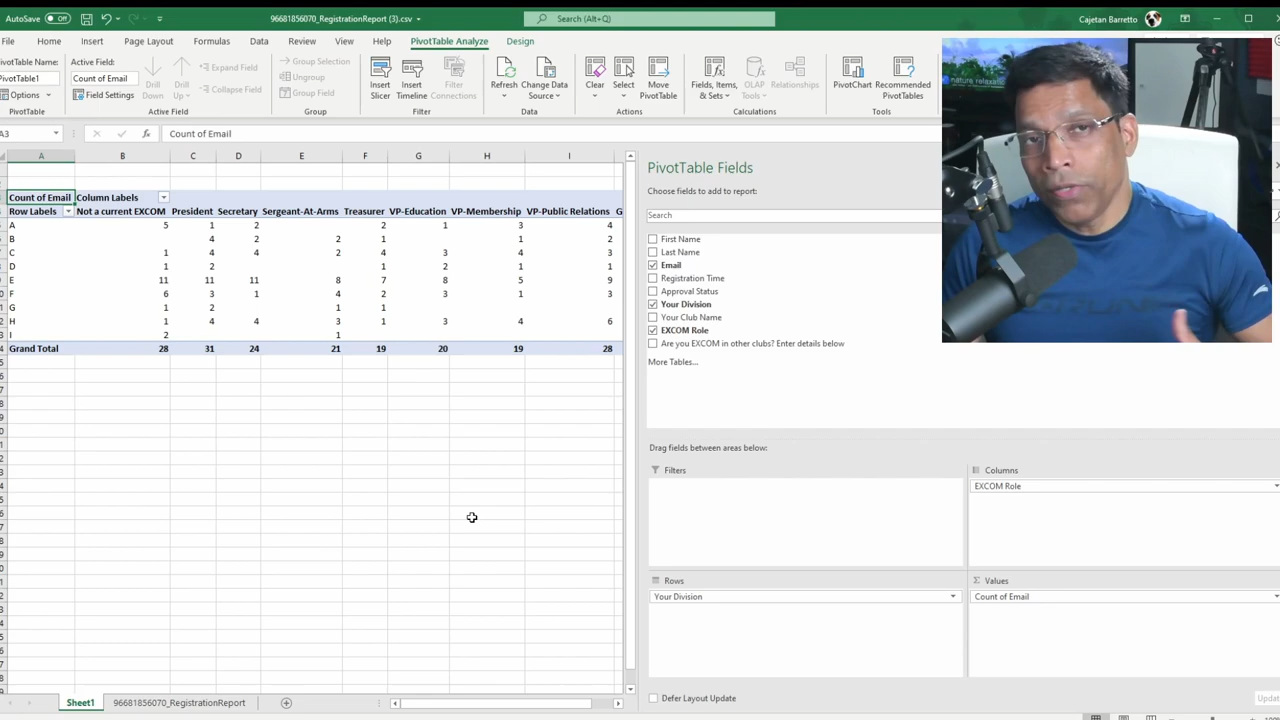 AutoSave Off 96681856070_RegistrationReport (3).csv Search (Alt+Q) Cajetan Barretto
File Home Insert Page Layout Formulas Data Review View Help PivotTable Analyze Design
PivotTable Name: Active Field:
PivotTable1 Count of Email
Options Field Settings
Drill Down Drill Up Expand Field Collapse Field
Group Selection
Ungroup
Group Field
Insert Slicer Insert Timeline Filter Connections
Refresh Change Data Source
Clear Select Move PivotTable
Fields, Items, & Sets OLAP Tools Relationships
PivotChart Recommended PivotTables
PivotTable Active Field Group Filter Data Actions Calculations Tools
A3 fx Count of Email
A B C D E F G H I
Count of Email Column Labels
Row Labels Not a current EXCOM President Secretary Sergeant-At-Arms Treasurer VP-Education VP-Membership VP-Public Relations G
A 5 1 2 2 1 3 4
B 4 2 2 1 1 2
C 1 4 4 2 4 3 4 3
D 1 2 1 2 1 1
E 11 11 11 8 7 8 5 9
F 6 3 1 4 2 3 1 3
G 1 2 1 1
H 1 4 4 3 1 3 4 6
I 2 1
Grand Total 28 31 24 21 19 20 19 28
PivotTable Fields
Choose fields to add to report:
Search
First Name
Last Name
Email
Registration Time
Approval Status
Your Division
Your Club Name
EXCOM Role
Are you EXCOM in other clubs? Enter details below
More Tables...
Drag fields between areas below:
Filters Columns
EXCOM Role
Rows Values
Your Division Count of Email
Defer Layout Update Updat
Sheet1 96681856070_RegistrationReport
nature relaxa